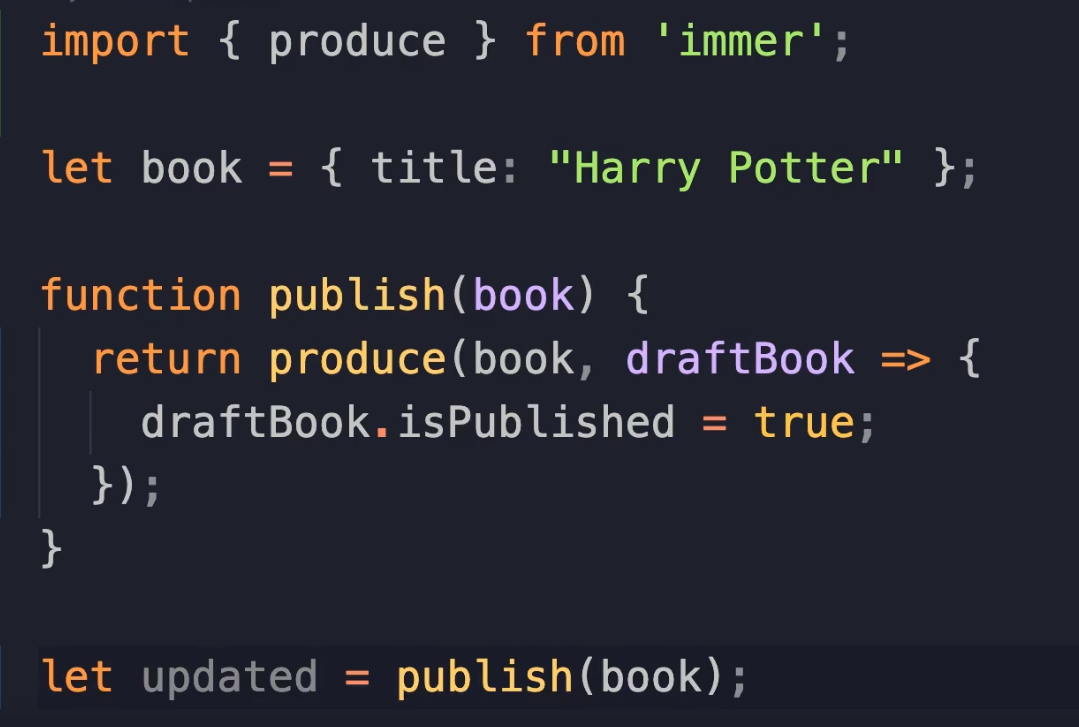 import { produce } from 'immer';
let book = { title: "Harry Potter" };
function publish(book) {
return produce(book, draftBook => {
draftBook.isPublished = true;
});
}
let updated = publish(book);